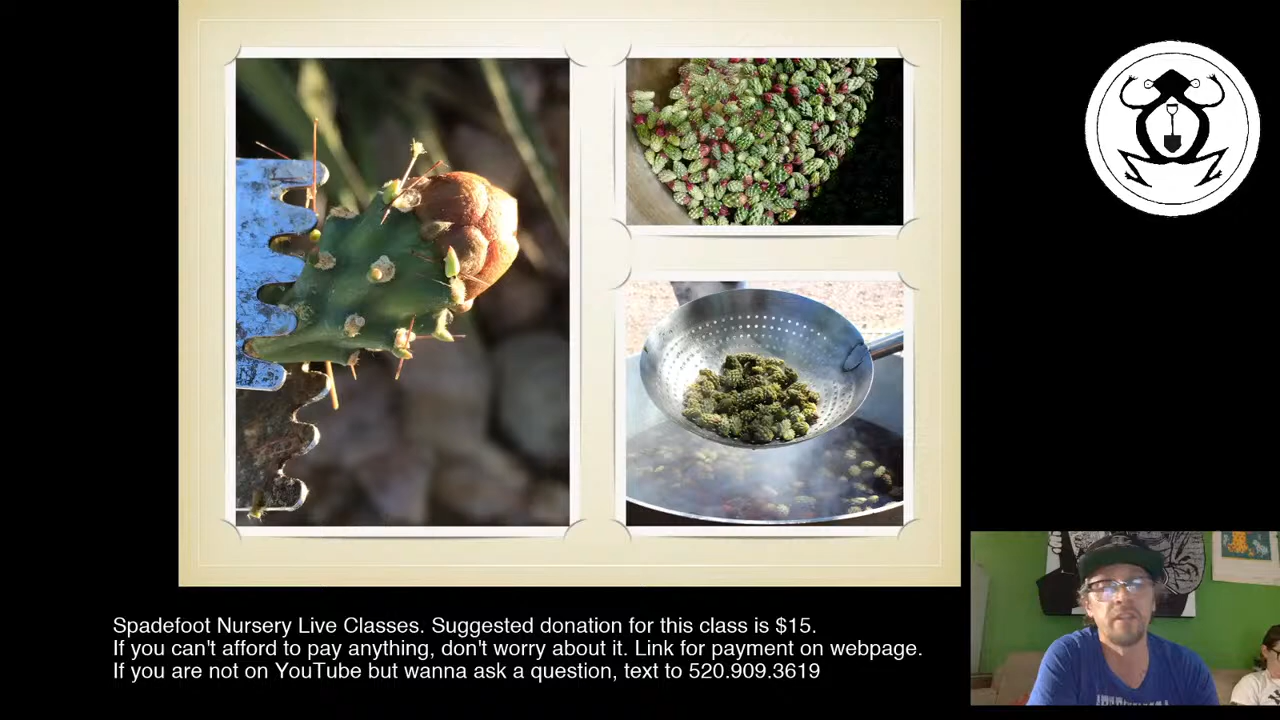 Spadefoot Nursery Live Classes. Suggested donation for this class is $15.
If you can't afford to pay anything, don't worry about it. Link for payment on webpage.
If you are not on YouTube but wanna ask a question, text to 520.909.3619